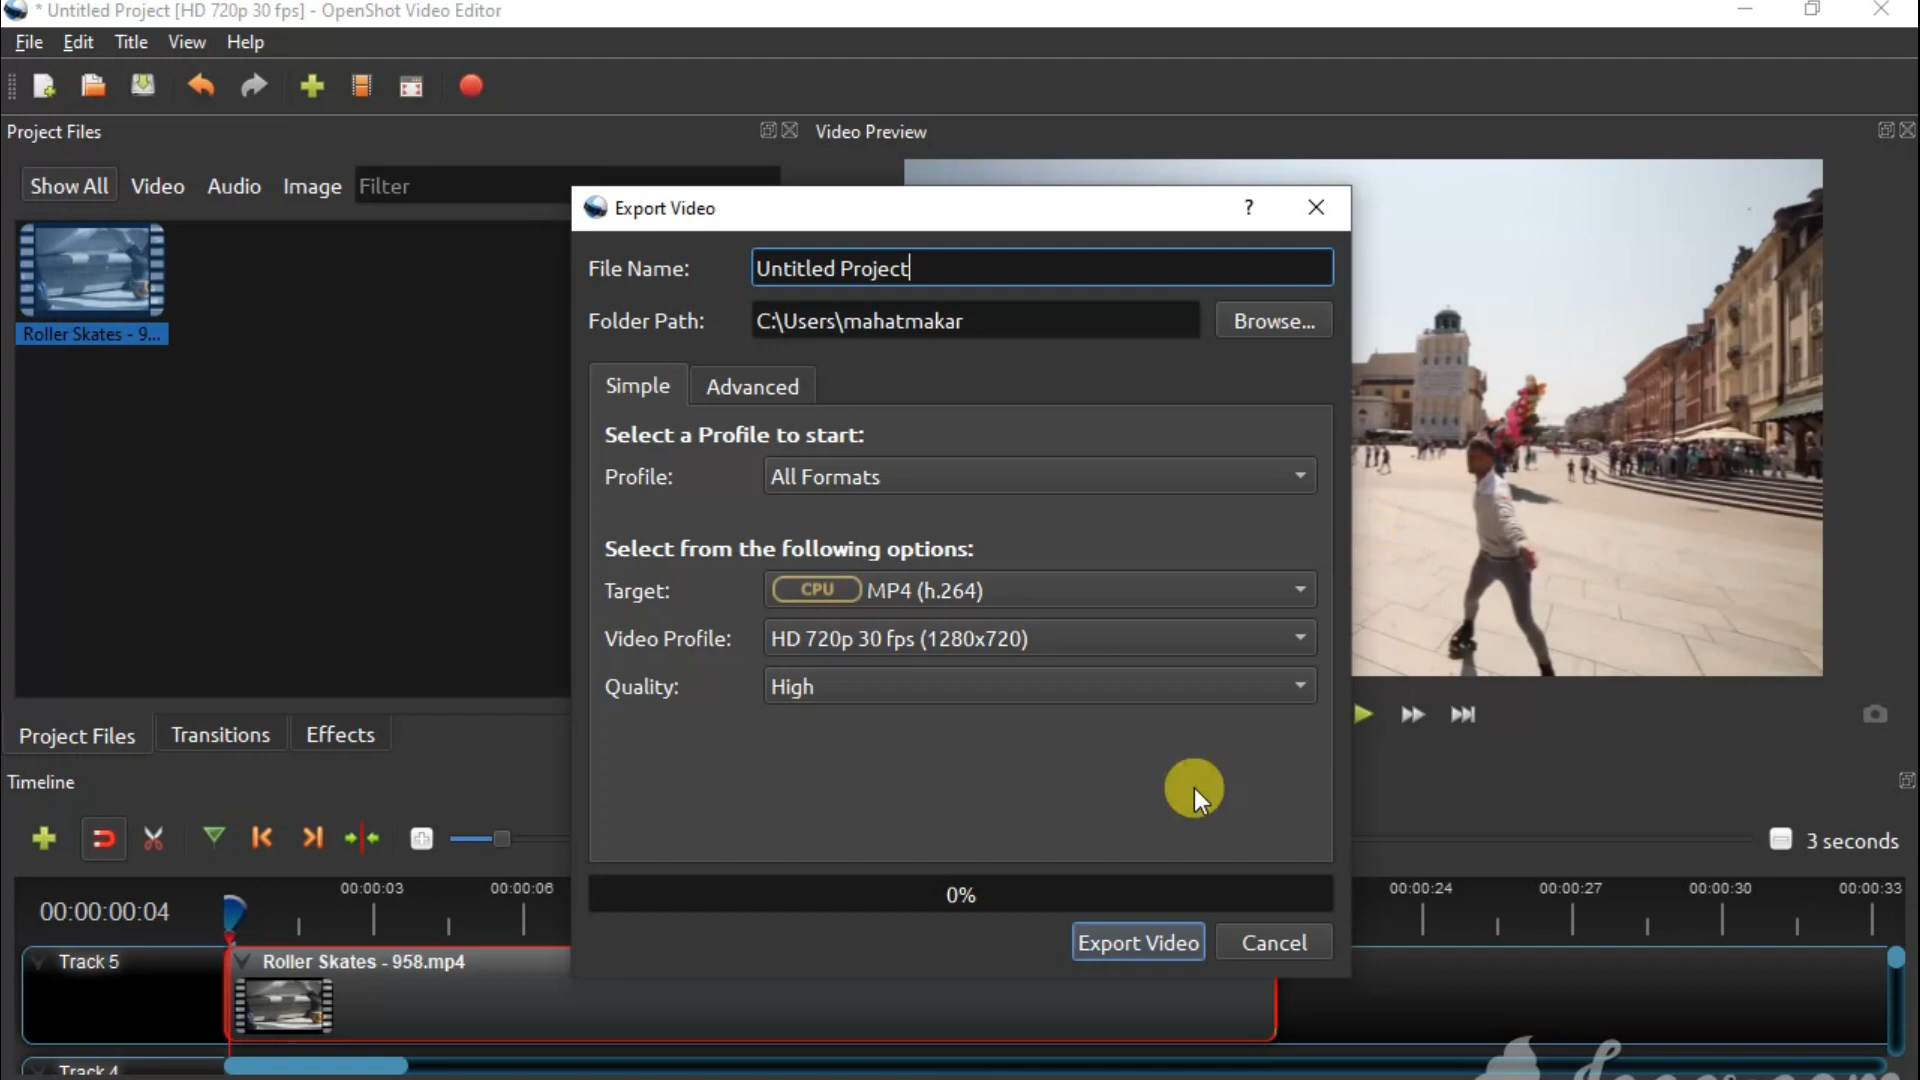 * Untitled Project [HD 720p 30 fps] - OpenShot Video Editor
File Edit Title View Help
Project Files
Video Preview
Show All Video Audio Image Filter
Roller Skates - 9...
Export Video
?
File Name: Untitled Project
Folder Path: C:\Users\mahatmakar Browse...
Simple Advanced
Select a Profile to start:
Profile: All Formats
Select from the following options:
Target: CPU MP4 (h.264)
Video Profile: HD 720p 30 fps (1280x720)
Quality: High
Project Files Transitions Effects
Timeline
3 seconds
00:00:00:04
00:00:03 00:00:06 00:00:24 00:00:27 00:00:30 00:00:33
0%
Export Video Cancel
Track 5
Roller Skates - 958.mp4
Track 4